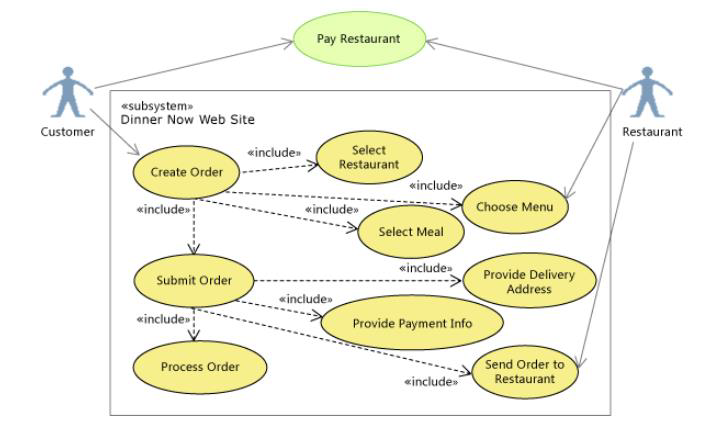 Pay Restaurant
Customer
Restaurant
«subsystem»
Dinner Now Web Site
Create Order
«include»
Select
Restaurant
«include»
Choose Menu
«include»
«include»
Select Meal
Submit Order
«include»
Provide Delivery
Address
«include»
Provide Payment Info
«include»
Process Order
Send Order to
Restaurant
«include»